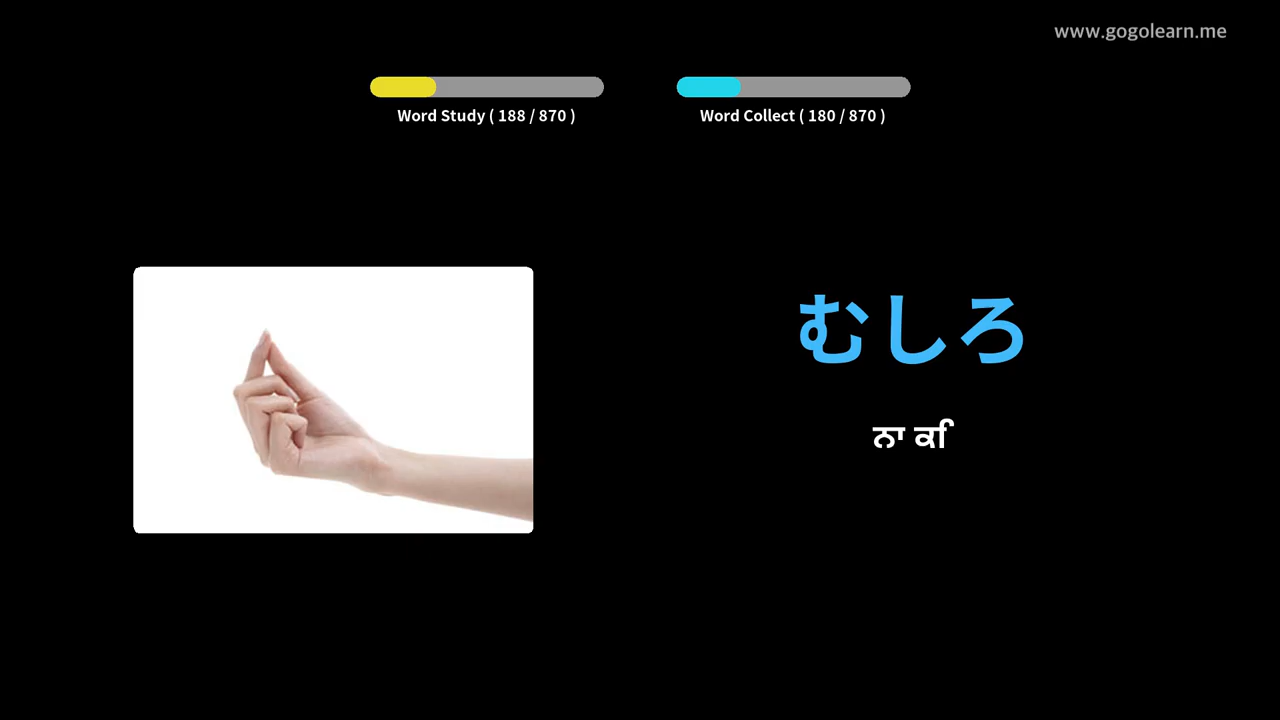 www.gogolearn.me
Word Study ( 188 / 870 )
Word Collect ( 180 / 870 )
むしろ
ਨਾ ਕਿ